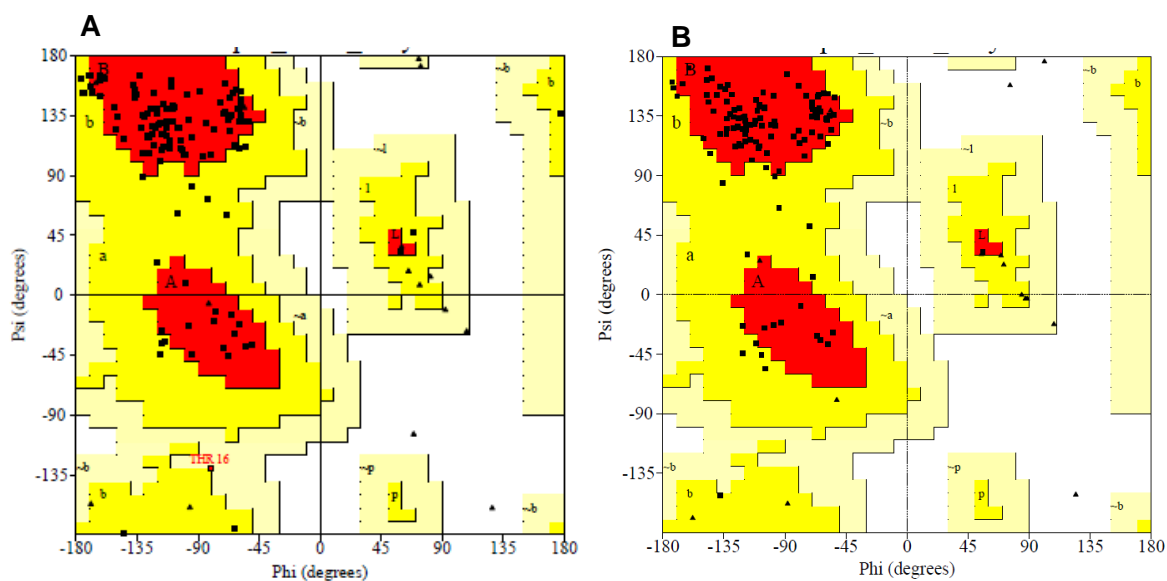 A
B
180
135
90
45
0
-45
-90
-135
-180
-135
-90
-45
0
45
90
135
180
Psi (degrees)
Phi (degrees)
B
b
~b
a
A
~a
~l
l
L
~b
b
THR 16
~b
b
~p
p
~b
180
135
90
45
0
-45
-90
-135
-180
-135
-90
-45
0
45
90
135
180
Psi (degrees)
Phi (degrees)
B
b
~b
a
A
~a
~l
l
L
~b
b
~b
b
~p
p
~b